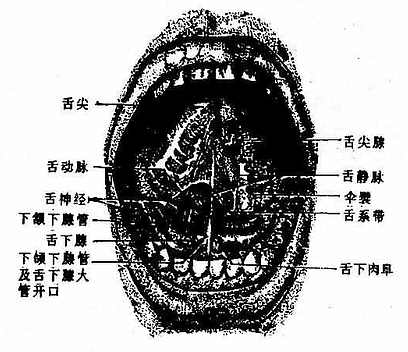 舌尖
舌动脉
舌神经
下颌下腺管
舌下腺
下颌下腺管
及舌下腺大
管开口
舌尖腺
舌静脉
伞襞
舌系带
舌下肉阜